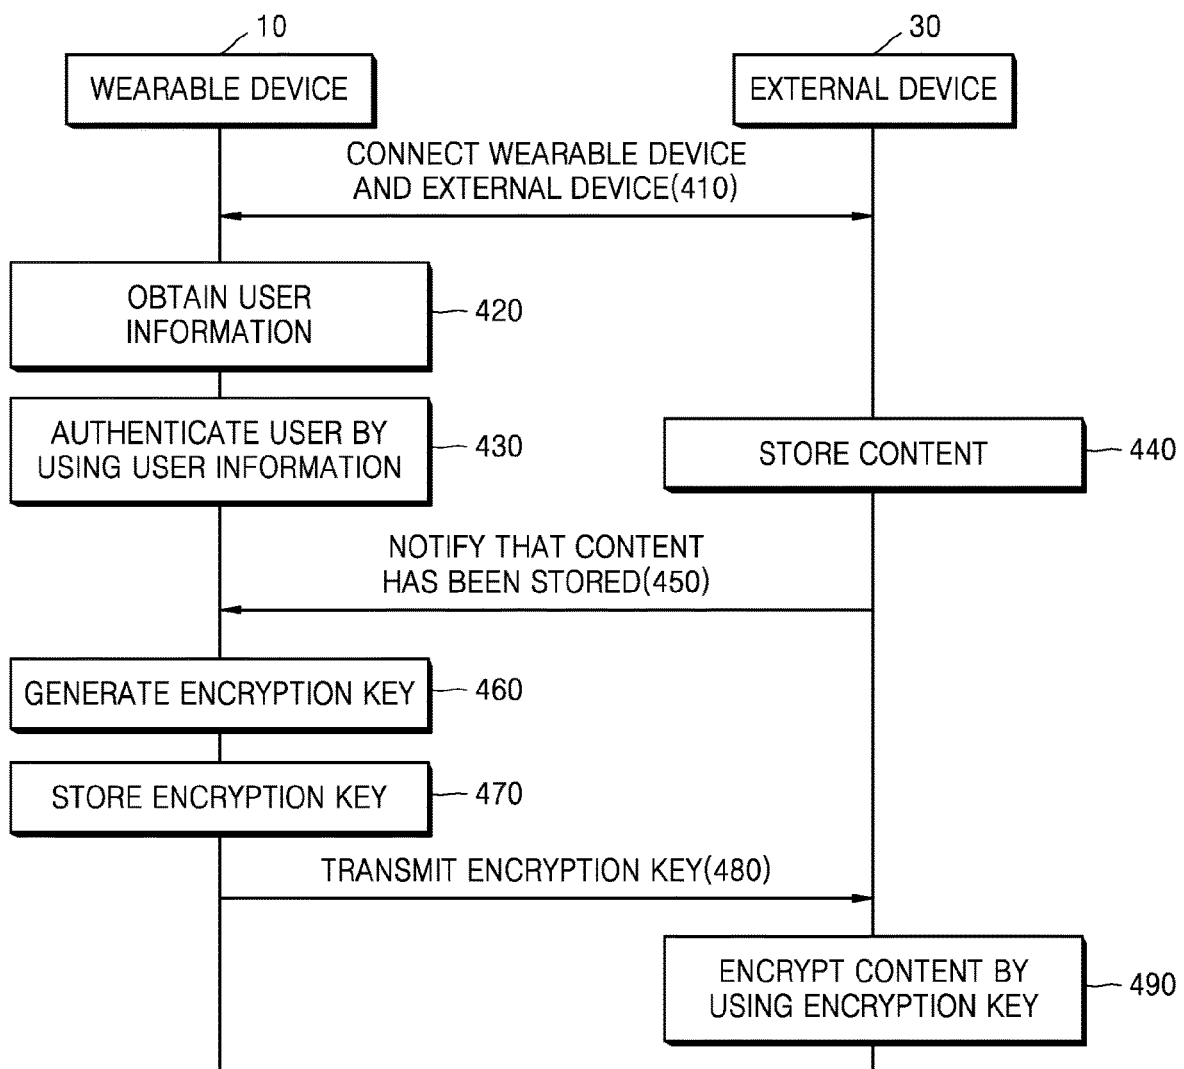 10
30
WEARABLE DEVICE
EXTERNAL DEVICE
CONNECT WEARABLE DEVICE
AND EXTERNAL DEVICE(410)
OBTAIN USER
INFORMATION
420
AUTHENTICATE USER BY
USING USER INFORMATION
430
STORE CONTENT
440
NOTIFY THAT CONTENT
HAS BEEN STORED(450)
GENERATE ENCRYPTION KEY
460
STORE ENCRYPTION KEY
470
TRANSMIT ENCRYPTION KEY(480)
ENCRYPT CONTENT BY
USING ENCRYPTION KEY
490